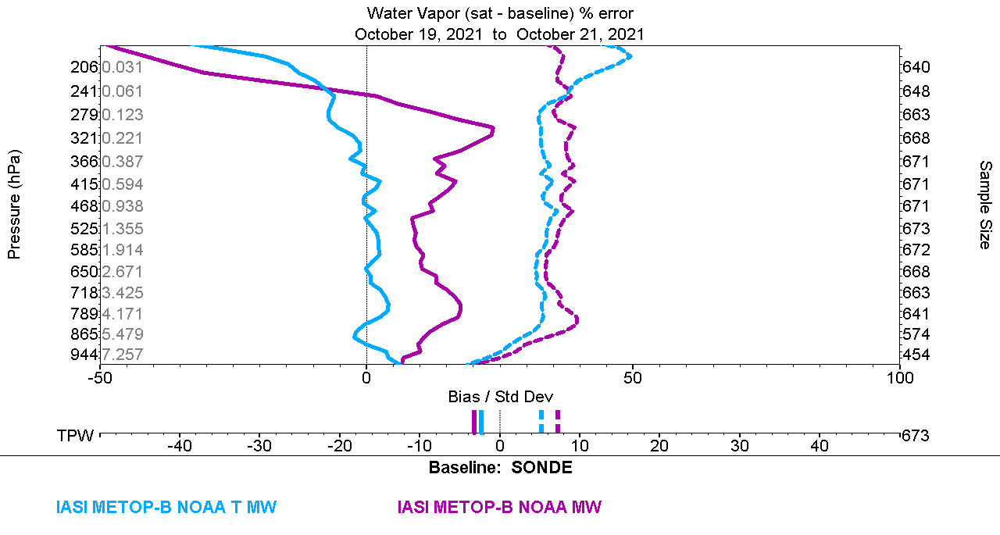 Water Vapor (sat - baseline) % error
October 19, 2021 to October 21, 2021
206 0.031 640
241 0.061 648
279 0.123 663
321 0.221 668
366 0.387 671
415 0.594 671
468 0.938 671
525 1.355 673
585 1.914 672
650 2.671 668
718 3.425 663
789 4.171 641
865 5.479 574
944 7.257 454
Pressure (hPa)
Sample Size
-50 0 50 100
Bias / Std Dev
TPW 673
-40 -30 -20 -10 0 10 20 30 40
Baseline: SONDE
IASI METOP-B NOAA T MW IASI METOP-B NOAA MW